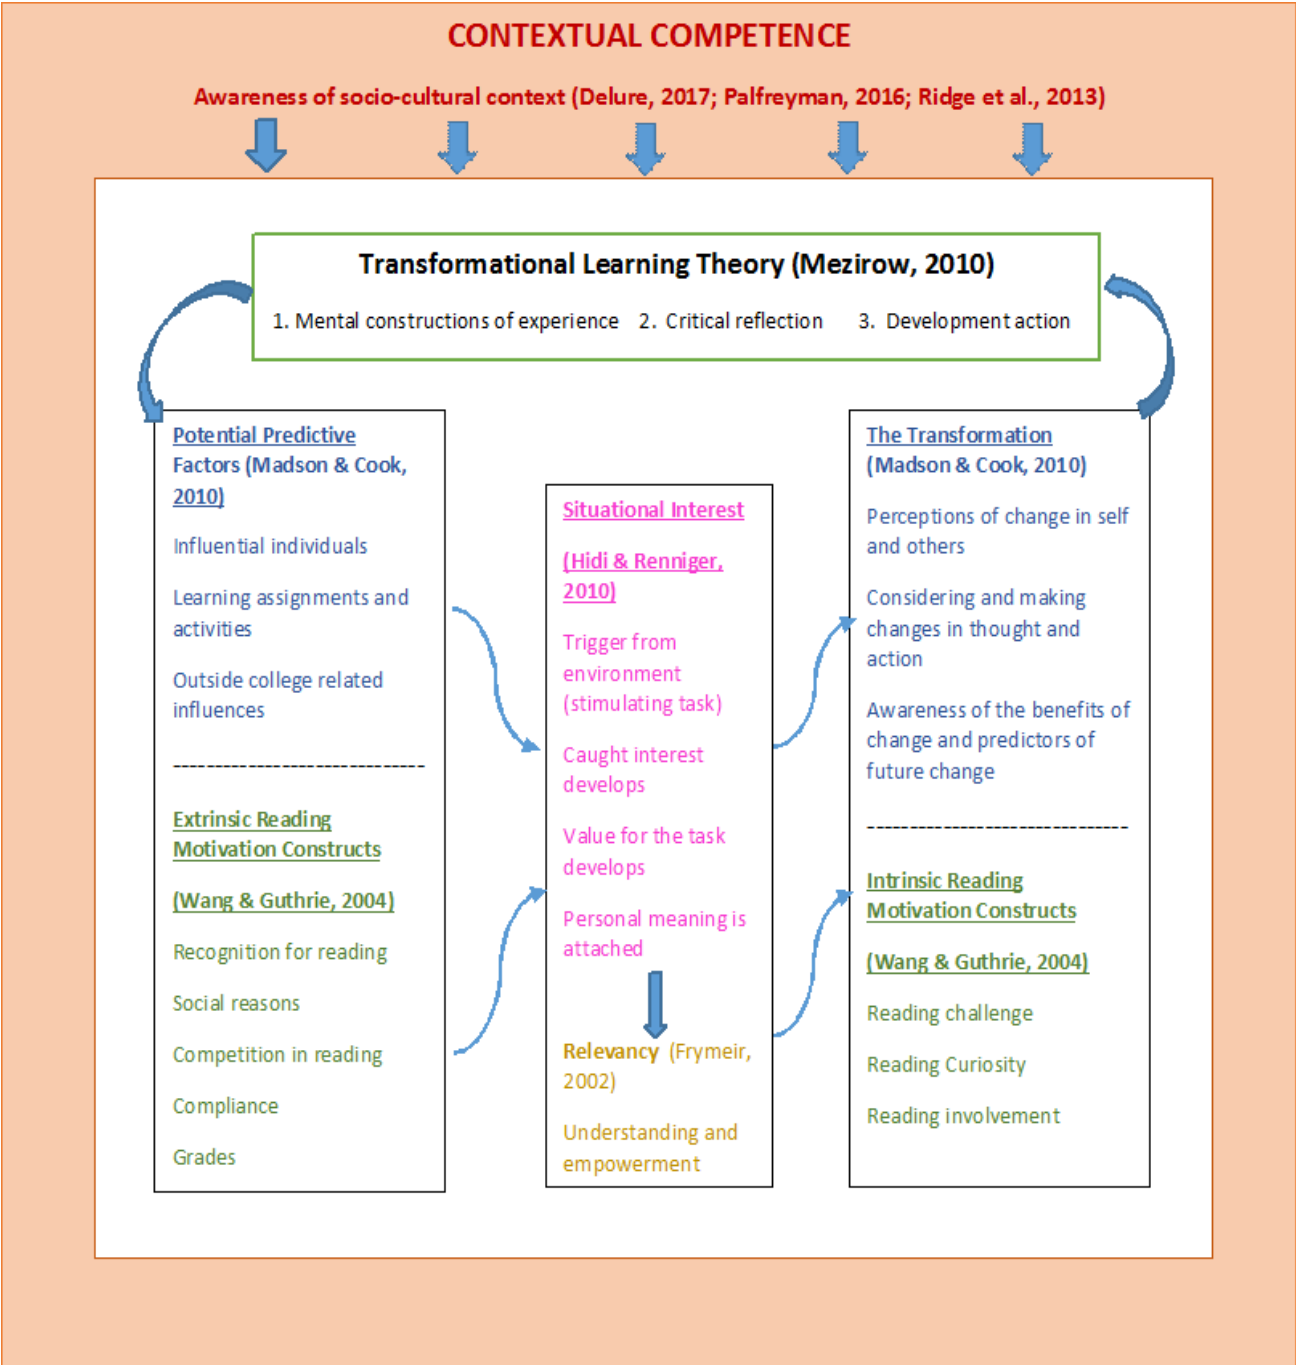 CONTEXTUAL COMPETENCE
Awareness of socio-cultural context (Delure, 2017; Palfreyman, 2016; Ridge et al., 2013)
Transformational Learning Theory (Mezirow, 2010)
1. Mental constructions of experience 2. Critical reflection 3. Development action
Potential Predictive
Factors (Madson & Cook,
2010)
Influential individuals
Learning assignments and
activities
Outside college related
influences
------------------------------
Extrinsic Reading
Motivation Constructs
(Wang & Guthrie, 2004)
Recognition for reading
Social reasons
Competition in reading
Compliance
Grades
Situational Interest
(Hidi & Renniger,
2010)
Trigger from
environment
(stimulating task)
Caught interest
develops
Value for the task
develops
Personal meaning is
attached
Relevancy (Frymeir,
2002)
Understanding and
empowerment
The Transformation
(Madson & Cook, 2010)
Perceptions of change in self
and others
Considering and making
changes in thought and
action
Awareness of the benefits of
change and predictors of
future change
-------------------------------
Intrinsic Reading
Motivation Constructs
(Wang & Guthrie, 2004)
Reading challenge
Reading Curiosity
Reading involvement